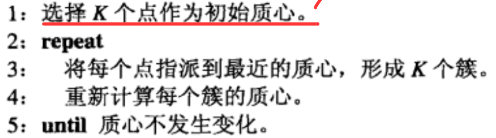 1: 选择 K 个点作为初始质心。
2: repeat
3: 将每个点指派到最近的质心，形成 K 个簇。
4: 重新计算每个簇的质心。
5: until 质心不发生变化。